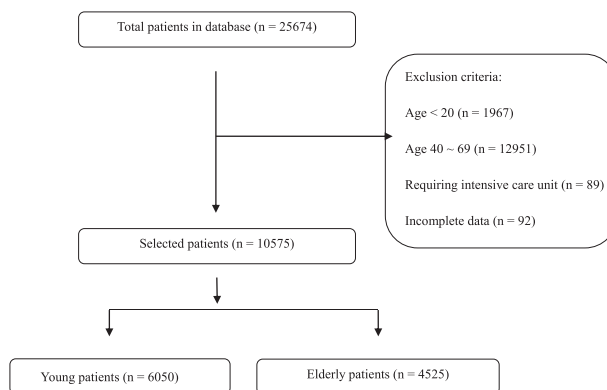 Total patients in database (n = 25674)
Exclusion criteria:
Age < 20 (n = 1967)
Age 40 ~ 69 (n = 12951)
Requiring intensive care unit (n = 89)
Incomplete data (n = 92)
Selected patients (n = 10575)
Young patients (n = 6050)
Elderly patients (n = 4525)